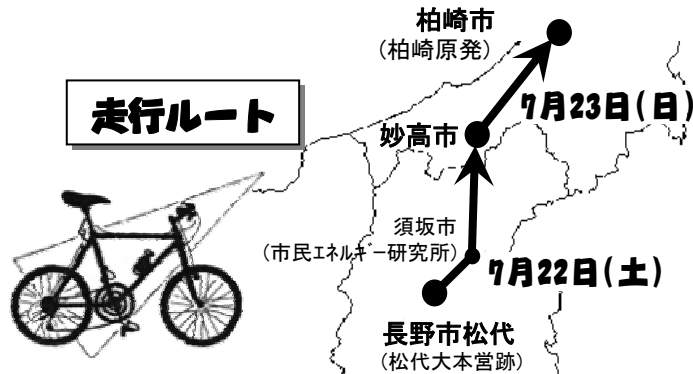 柏崎市
(柏崎原発)
走行ルート
7月23日(日)
妙高市
須坂市
(市民エネルギー研究所)
7月22日(土)
長野市松代
(松代大本営跡)